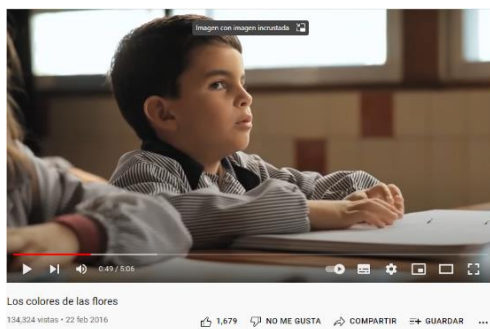 Imagen con imagen incrustada
0:49 / 5:06
Los colores de las flores
134,324 vistas • 22 feb 2016
1,679 NO ME GUSTA COMPARTIR GUARDAR ...